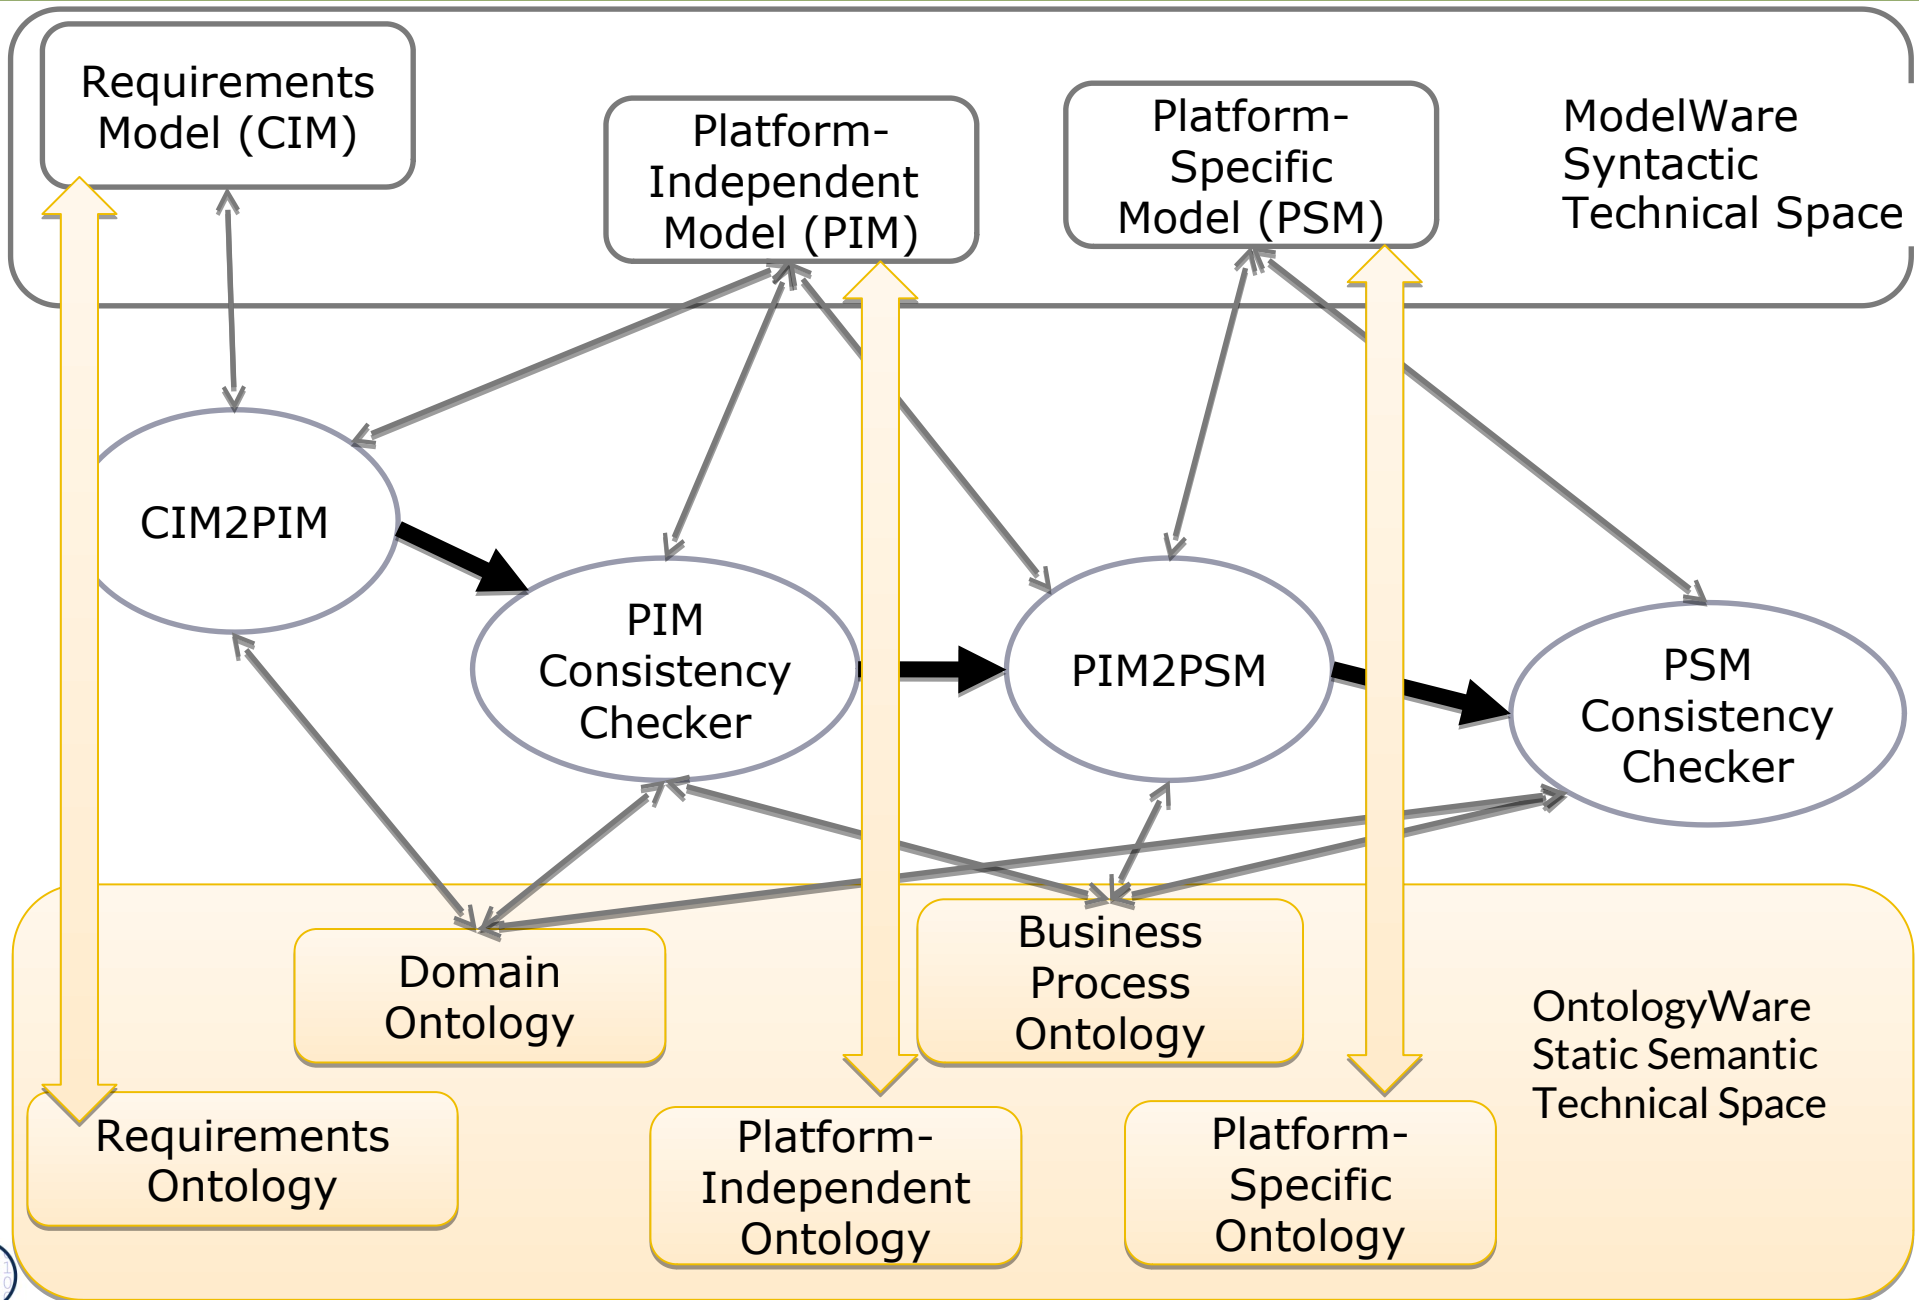 Requirements
Model (CIM)
Platform-
Independent
Model (PIM)
Platform-
Specific
Model (PSM)
ModelWare
Syntactic
Technical Space
CIM2PIM
PIM
Consistency
Checker
PIM2PSM
PSM
Consistency
Checker
Domain
Ontology
Business
Process
Ontology
OntologyWare
Static Semantic
Technical Space
Requirements
Ontology
Platform-
Independent
Ontology
Platform-
Specific
Ontology